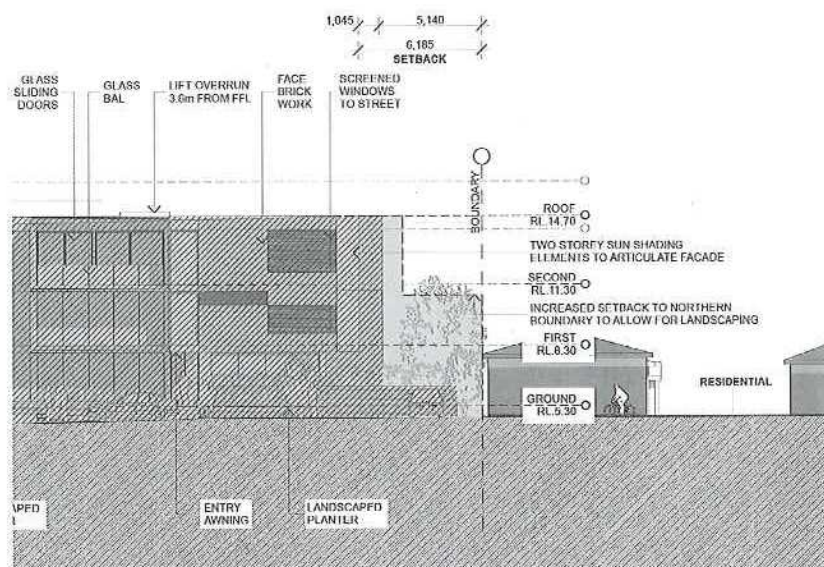 1,045
5,140
6,185
SETBACK
GLASS
SLIDING
DOORS
GLASS
BAL
LIFT OVERRUN
3.6m FROM FFL
FACE
BRICK
WORK
SCREENED
WINDOWS
TO STREET
BOUNDARY
ROOF
RL.14.70
TWO STOREY SUN SHADING
ELEMENTS TO ARTICULATE FACADE
SECOND
RL.11.30
INCREASED SETBACK TO NORTHERN
BOUNDARY TO ALLOW FOR LANDSCAPING
FIRST
RL.8.30
RESIDENTIAL
GROUND
RL.5.30
ENTRY
AWNING
LANDSCAPED
PLANTER